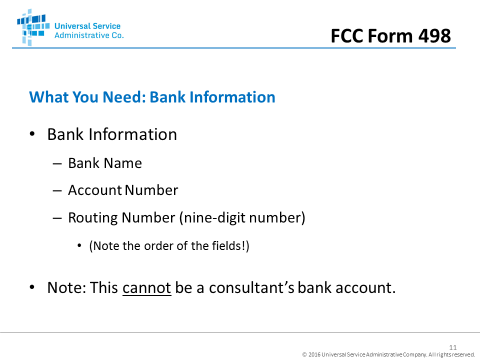 Universal Service
Administrative Co.
FCC Form 498
What You Need: Bank Information
• Bank Information
– Bank Name
– Account Number
– Routing Number (nine-digit number)
• (Note the order of the fields!)
• Note: This cannot be a consultant's bank account.
11
© 2016 Universal Service Administrative Company. All rights reserved.